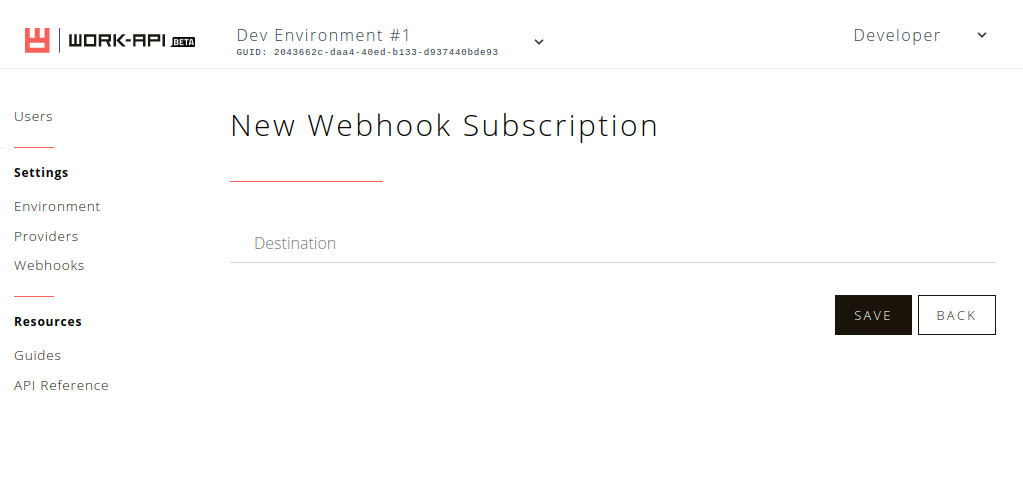 WORK-API BETA
Dev Environment #1
GUID: 2043662c-daa4-40ed-b133-d937440bde93
Developer
Users
Settings
Environment
Providers
Webhooks
Resources
Guides
API Reference
New Webhook Subscription
Destination
SAVE
BACK